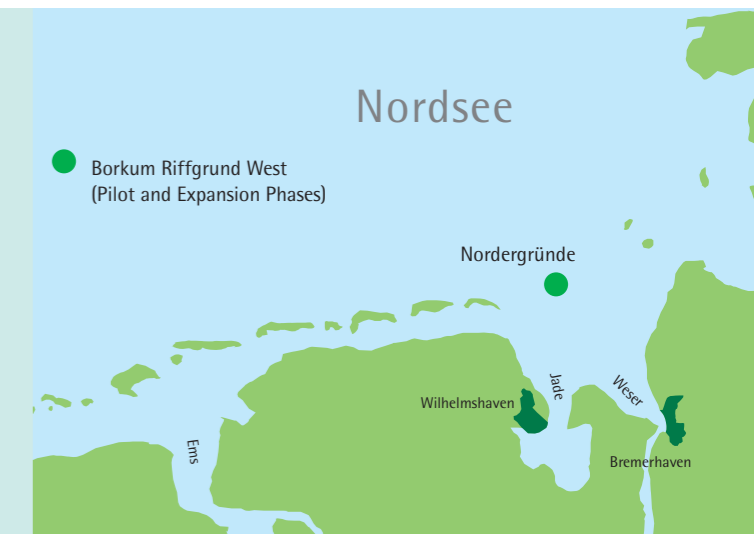 Nordsee
Borkum Riffgrund West
(Pilot and Expansion Phases)
Nordergründe
Jade
Weser
Wilhelmshaven
Ems
Bremerhaven